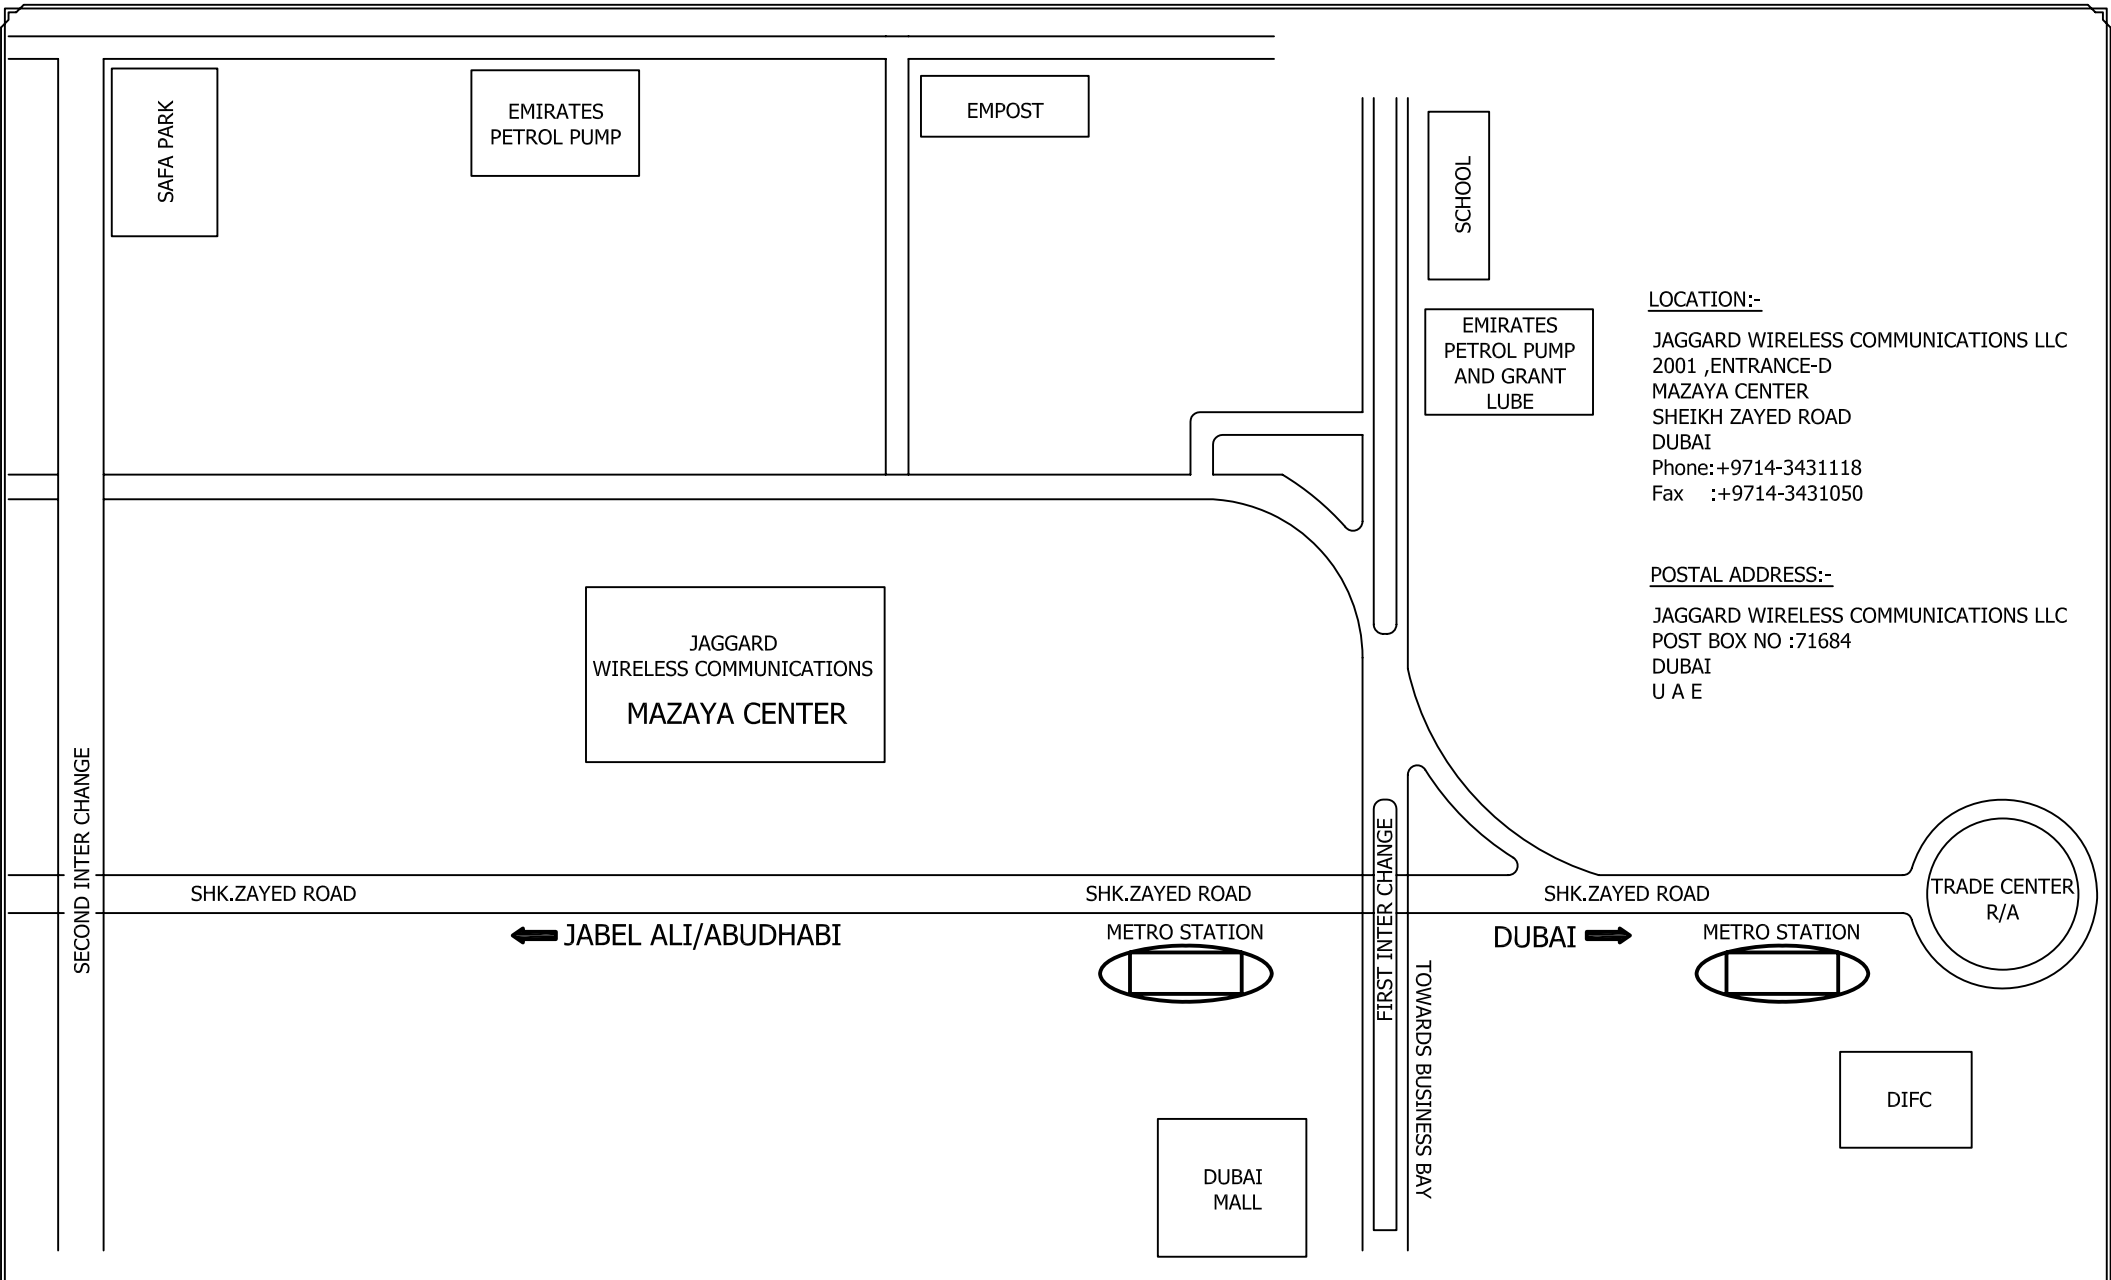 SAFA PARK
EMIRATES
PETROL PUMP
EMPOST
SCHOOL
EMIRATES
PETROL PUMP
AND GRANT
LUBE
LOCATION:-
JAGGARD WIRELESS COMMUNICATIONS LLC
2001 ,ENTRANCE-D
MAZAYA CENTER
SHEIKH ZAYED ROAD
DUBAI
Phone:+9714-3431118
Fax :+9714-3431050
POSTAL ADDRESS:-
JAGGARD WIRELESS COMMUNICATIONS LLC
POST BOX NO :71684
DUBAI
U A E
JAGGARD
WIRELESS COMMUNICATIONS
MAZAYA CENTER
SECOND INTER CHANGE
SHK.ZAYED ROAD
SHK.ZAYED ROAD
FIRST INTER CHANGE
SHK.ZAYED ROAD
TRADE CENTER
R/A
JABEL ALI/ABUDHABI
METRO STATION
DUBAI
METRO STATION
TOWARDS BUSINESS BAY
DIFC
DUBAI
MALL